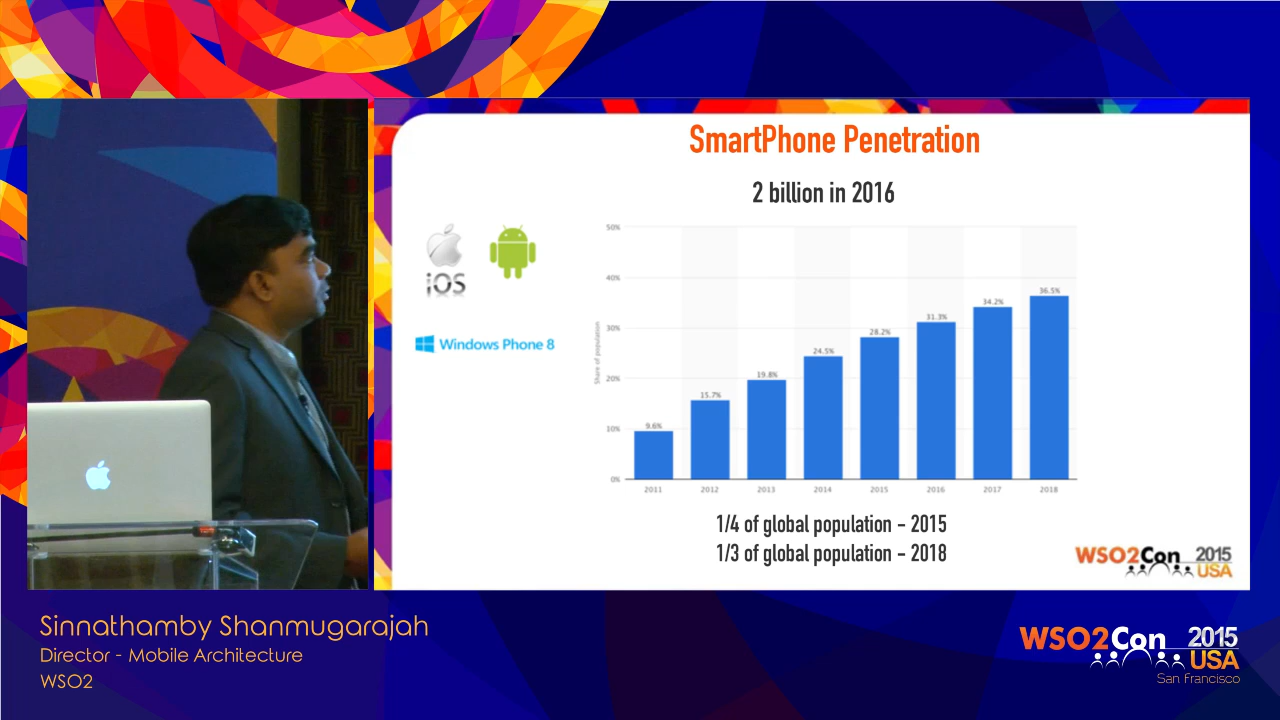 SmartPhone Penetration
2 billion in 2016
iOS
Windows Phone 8
Share of population
50%
40%
30%
20%
10%
0%
9.6%
15.7%
19.8%
24.5%
28.2%
31.3%
34.2%
36.5%
2011 2012 2013 2014 2015 2016 2017 2018
1/4 of global population - 2015
1/3 of global population - 2018
WSO2Con 2015
USA
Sinnathamby Shanmugarajah
Director - Mobile Architecture
WSO2
WSO2Con 2015
USA
San Francisco